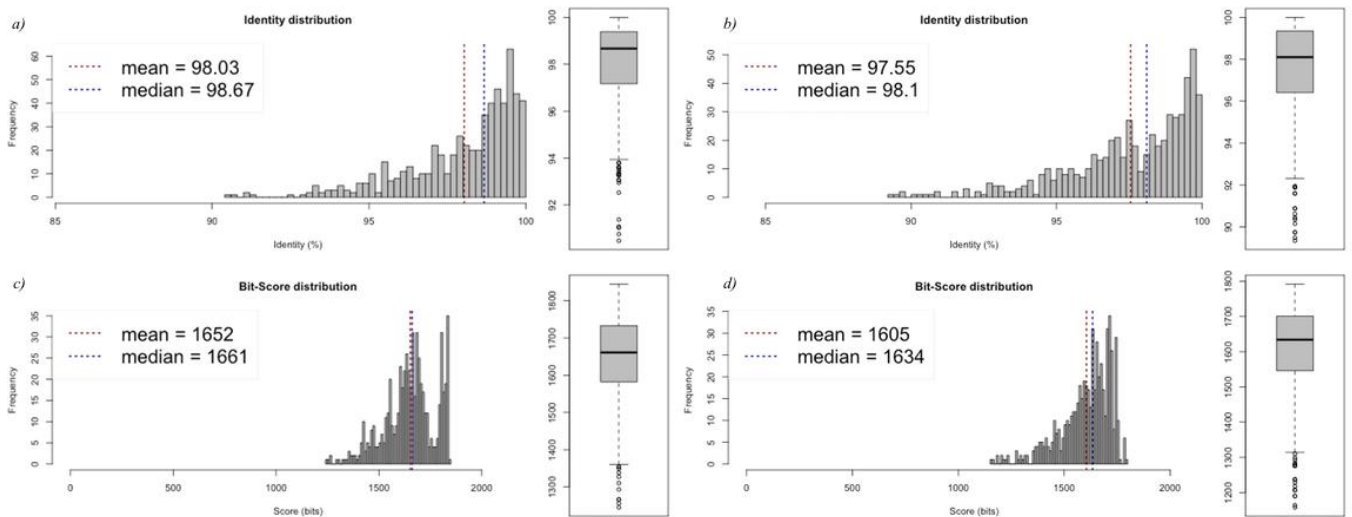 a)
Identity distribution
mean = 98.03
median = 98.67
Frequency
0 10 20 30 40 50 60
85 90 95 100
Identity (%)
92 94 96 98 100
b)
Identity distribution
mean = 97.55
median = 98.1
Frequency
0 10 20 30 40 50
85 90 95 100
Identity (%)
90 92 94 96 98 100
c)
Bit-Score distribution
mean = 1652
median = 1661
Frequency
0 5 10 15 20 25 30 35
0 500 1000 1500 2000
Score (bits)
1300 1400 1500 1600 1700 1800
d)
Bit-Score distribution
mean = 1605
median = 1634
Frequency
0 5 10 15 20 25 30 35
0 500 1000 1500 2000
Score (bits)
1200 1300 1400 1500 1600 1700 1800